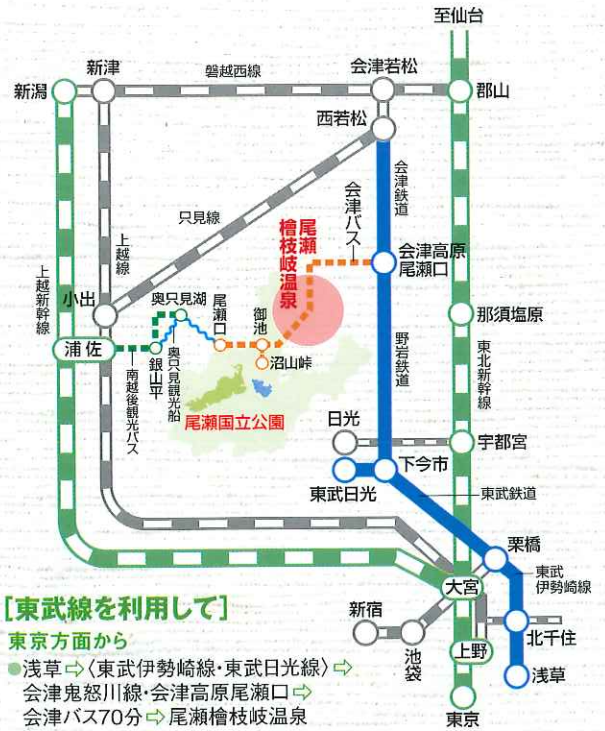 至仙台
新潟
新津
磐越西線
会津若松
郡山
西若松
会津鉄道
会津バス
只見線
尾瀬
檜枝岐温泉
会津高原
尾瀬口
上越線
上越新幹線
小出
奥只見湖
尾瀬口
御池
那須塩原
浦佐
銀山平
奥只見観光船
沼山峠
野岩鉄道
東北新幹線
南越後観光バス
尾瀬国立公園
日光
宇都宮
東武日光
下今市
東武鉄道
栗橋
大宮
東武
伊勢崎線
新宿
池袋
上野
北千住
浅草
東京
[東武線を利用して]
東京方面から
●浅草⇨〈東武伊勢崎線・東武日光線〉⇨
会津鬼怒川線・会津高原尾瀬口⇨
会津バス70分⇨尾瀬檜枝岐温泉